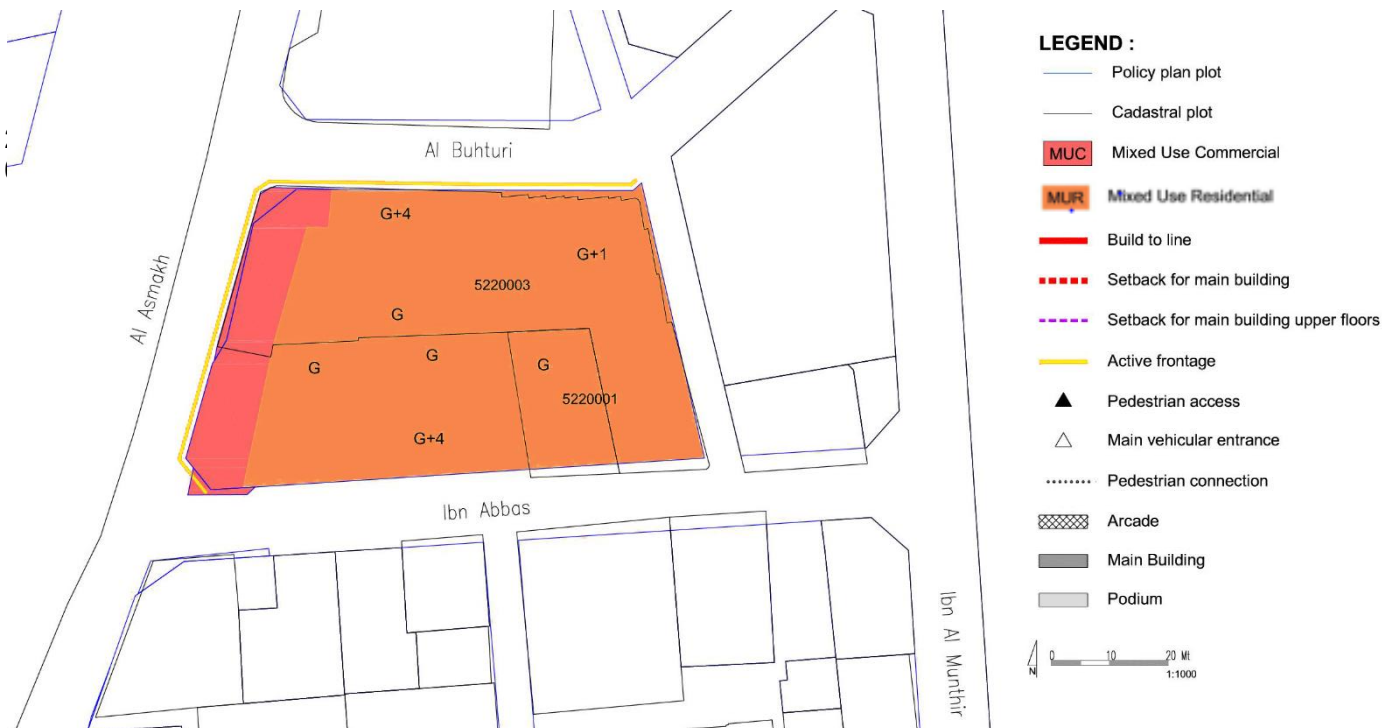 Al Buhturi
Al Asmakh
G+4
G+1
5220003
G
G
G
G
5220001
G+4
Ibn Abbas
Ibn Al Munthir
LEGEND :
Policy plan plot
Cadastral plot
MUC Mixed Use Commercial
MUR Mixed Use Residential
Build to line
Setback for main building
Setback for main building upper floors
Active frontage
Pedestrian access
Main vehicular entrance
Pedestrian connection
Arcade
Main Building
Podium
N
0 10 20 Mt
1:1000